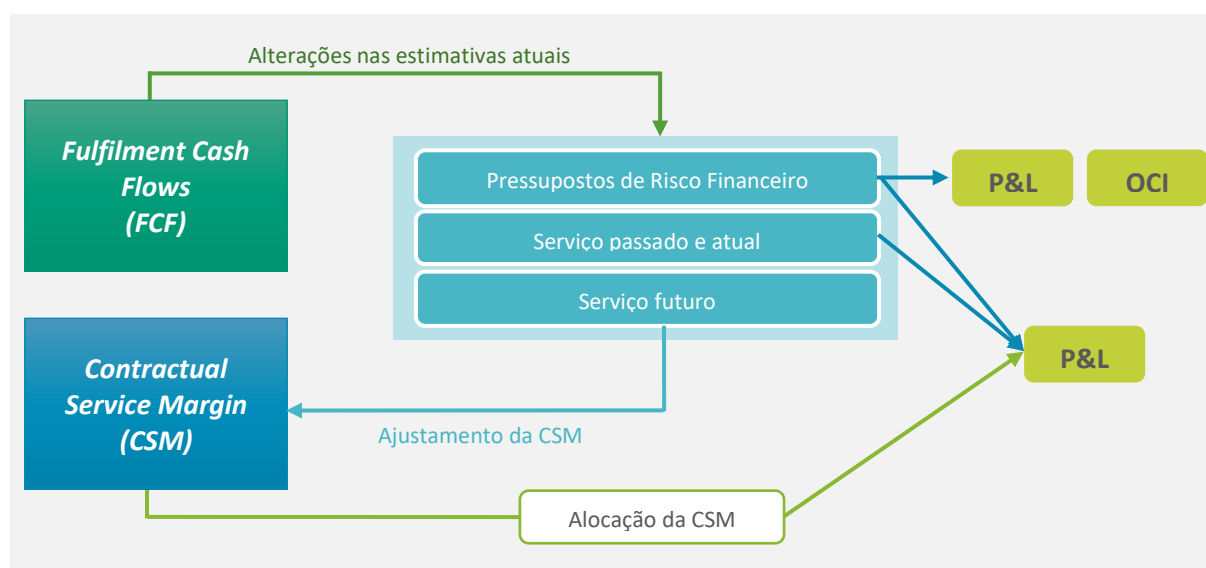 Alterações nas estimativas atuais
Fulfilment Cash
Flows
(FCF)
Pressupostos de Risco Financeiro
P&L
OCI
Serviço passado e atual
Serviço futuro
Contractual
Service Margin
(CSM)
P&L
Ajustamento da CSM
Alocação da CSM